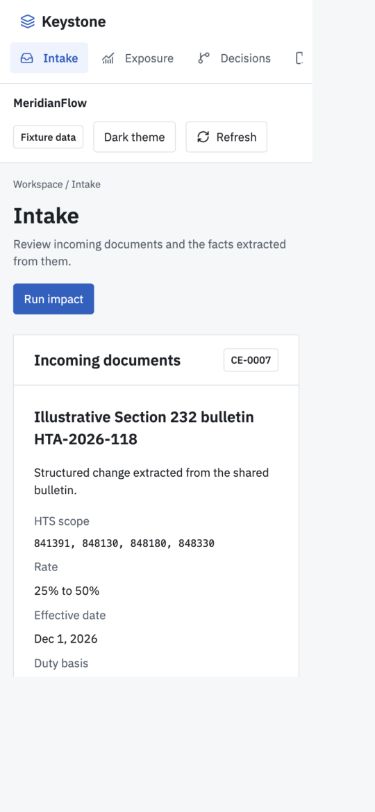 Keystone
Intake Exposure Decisions
MeridianFlow
Fixture data Dark theme Refresh
Workspace / Intake
Intake
Review incoming documents and the facts extracted
from them.
Run impact
Incoming documents CE-0007
Illustrative Section 232 bulletin
HTA-2026-118
Structured change extracted from the shared
bulletin.
HTS scope
841391, 848130, 848180, 848330
Rate
25% to 50%
Effective date
Dec 1, 2026
Duty basis